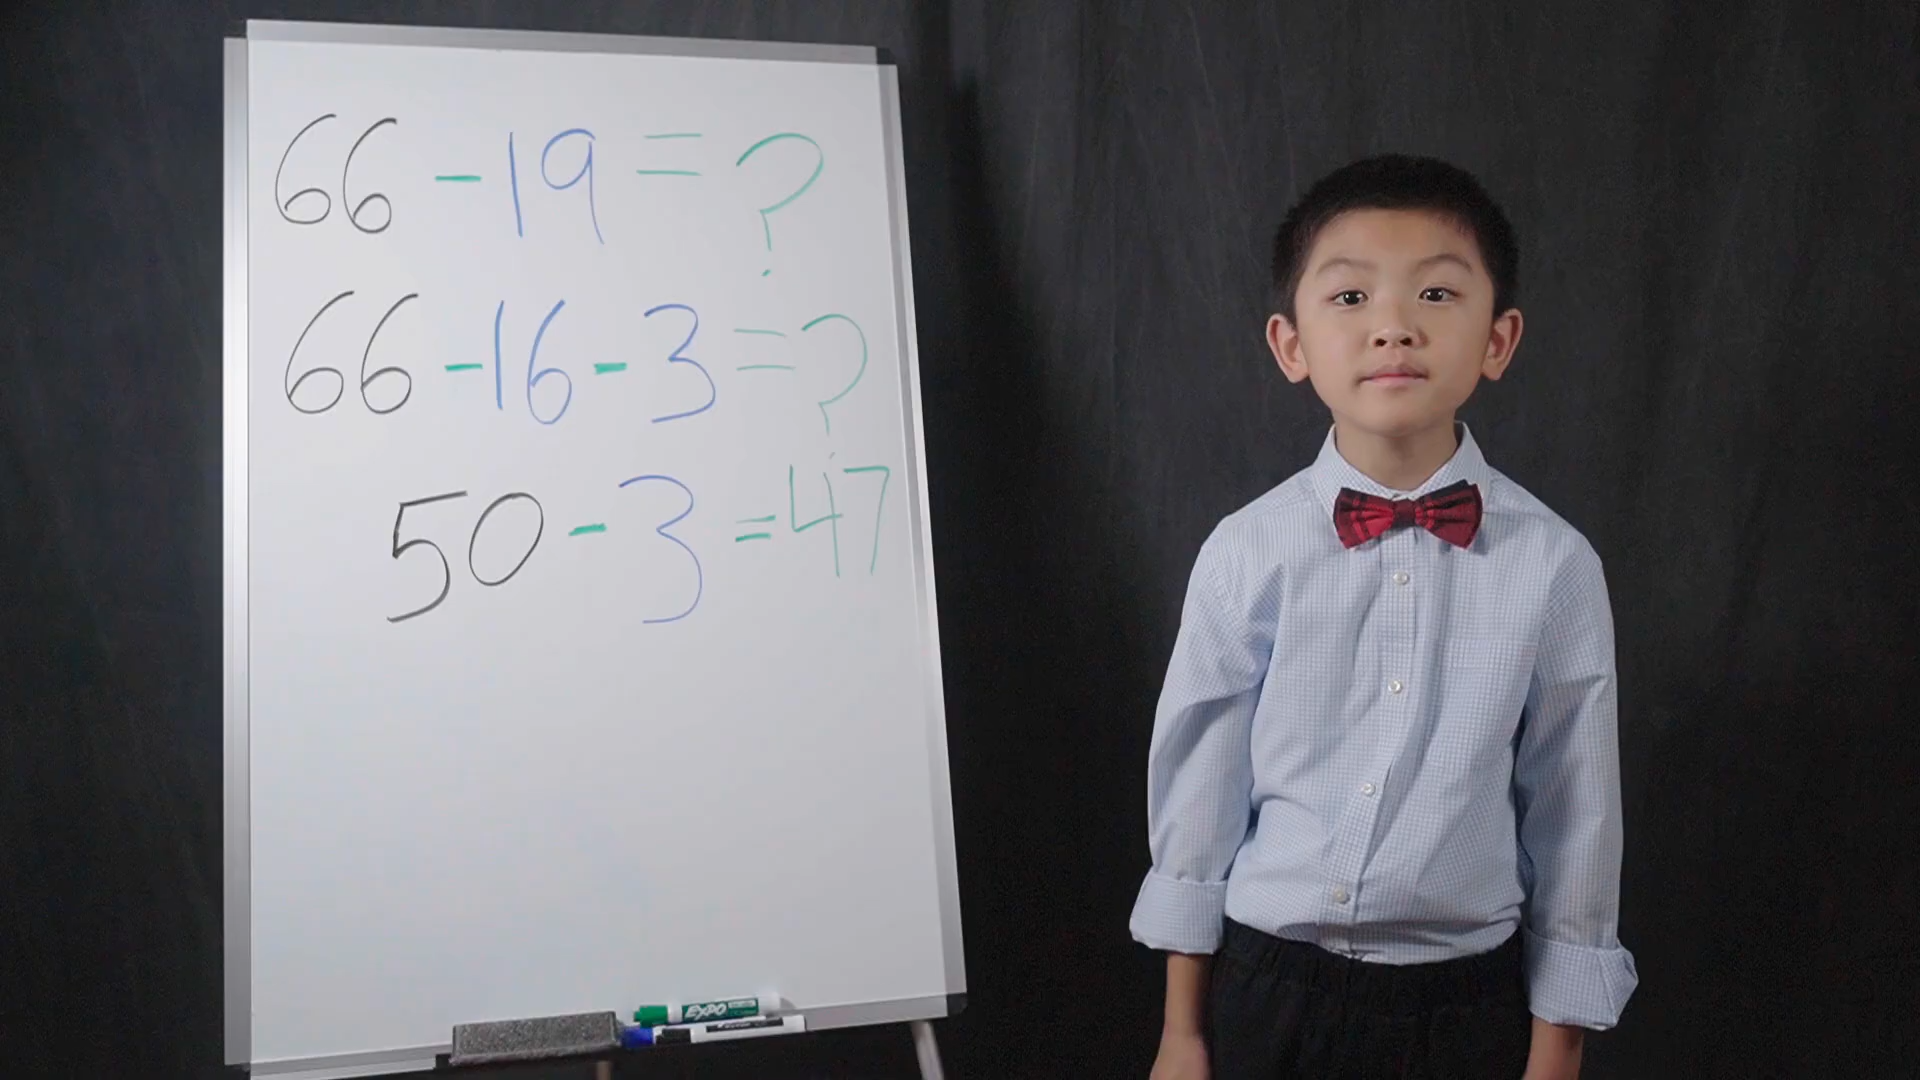 66 - 19 = ?
66 - 16 - 3 = ?
50 - 3 = 47
EXPO